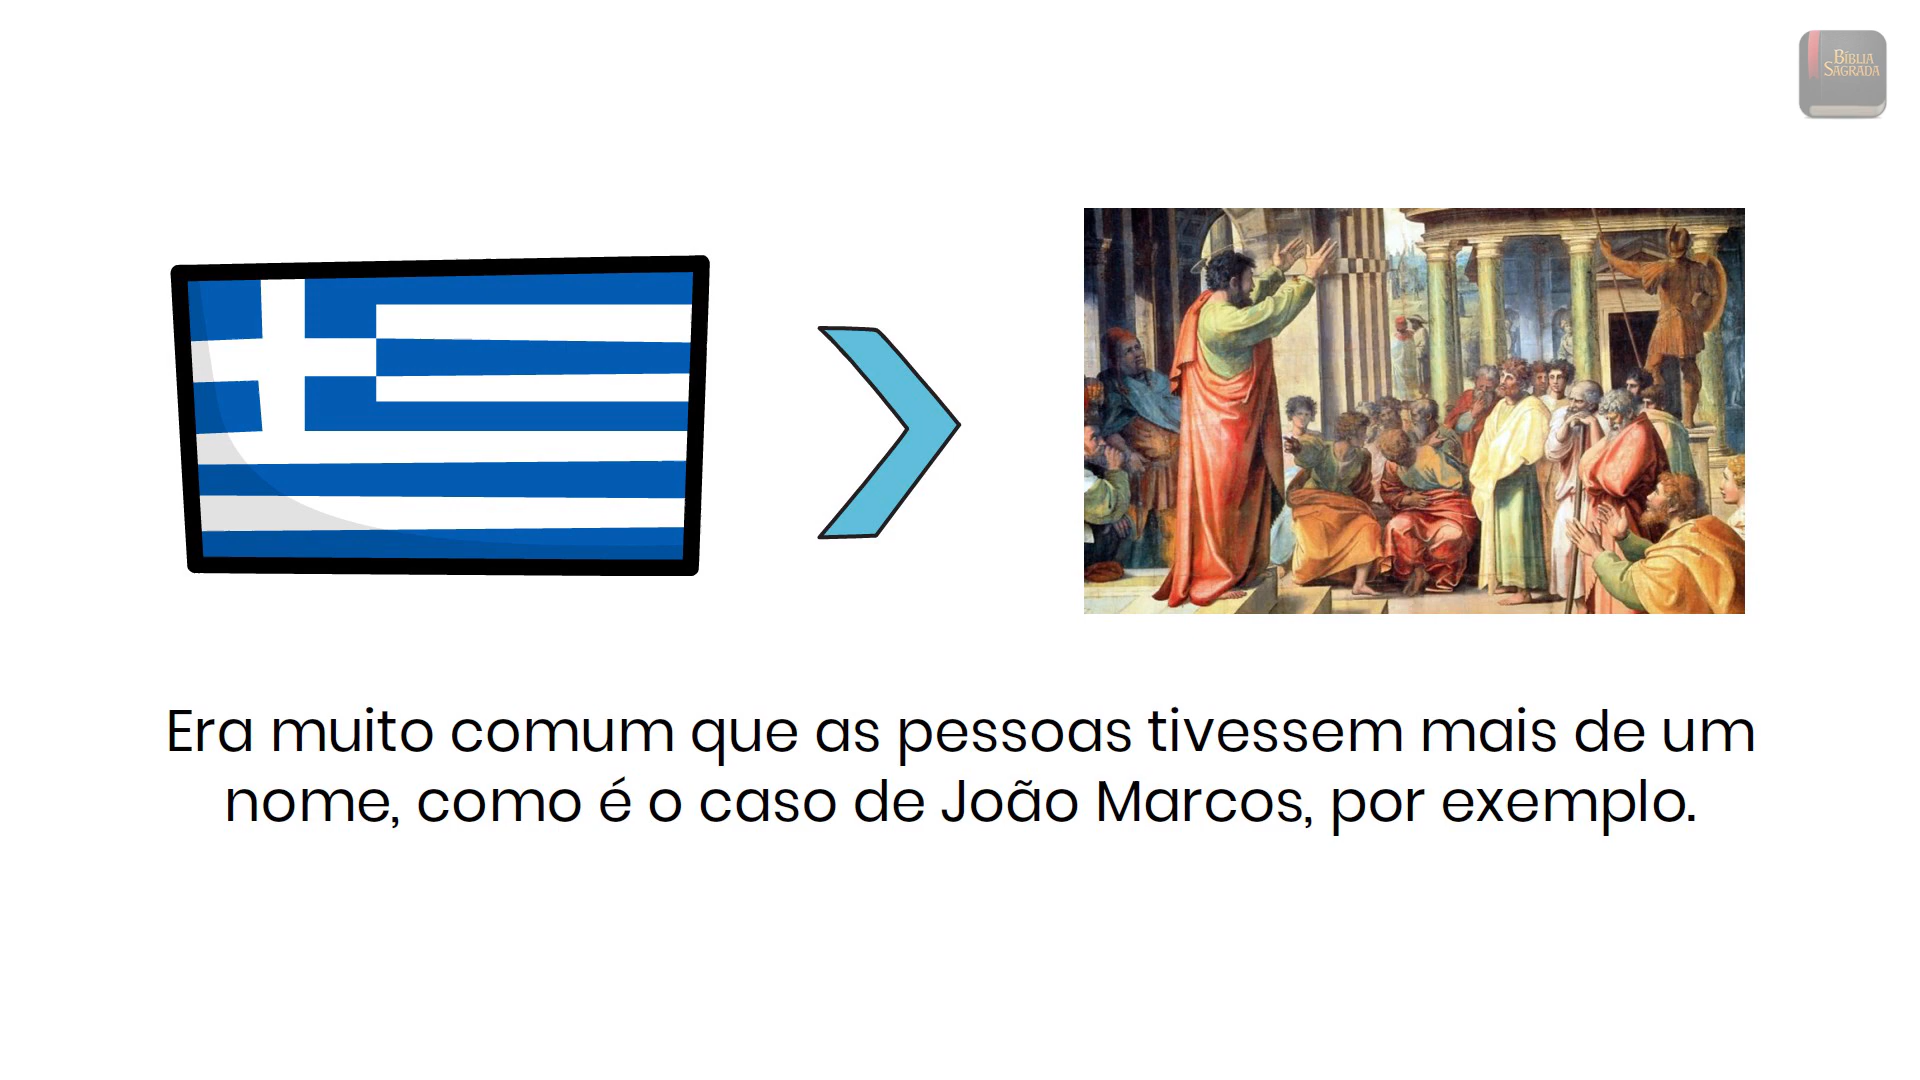 BÍBLIA
SAGRADA
Era muito comum que as pessoas tivessem mais de um
nome, como é o caso de João Marcos, por exemplo.